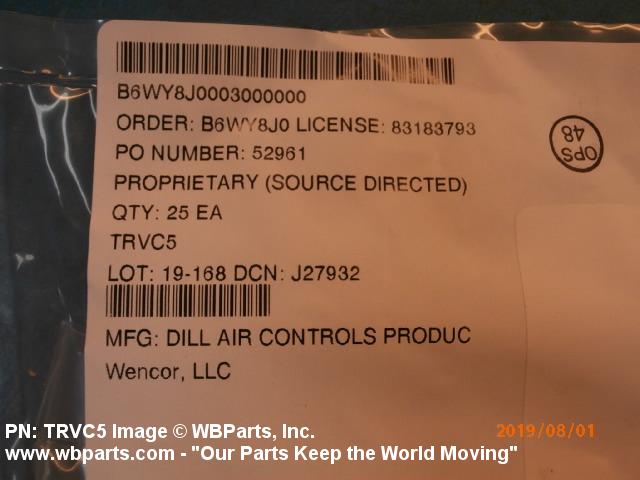 B6WY8J0003000000
ORDER: B6WY8J0 LICENSE: 83183793
PO NUMBER: 52961
PROPRIETARY (SOURCE DIRECTED)
QTY: 25 EA
TRVC5
LOT: 19-168 DCN: J27932
MFG: DILL AIR CONTROLS PRODUC
Wencor, LLC
OPS
48
PN: TRVC5 Image © WBParts, Inc.
2019/08/01
www.wbparts.com - "Our Parts Keep the World Moving"